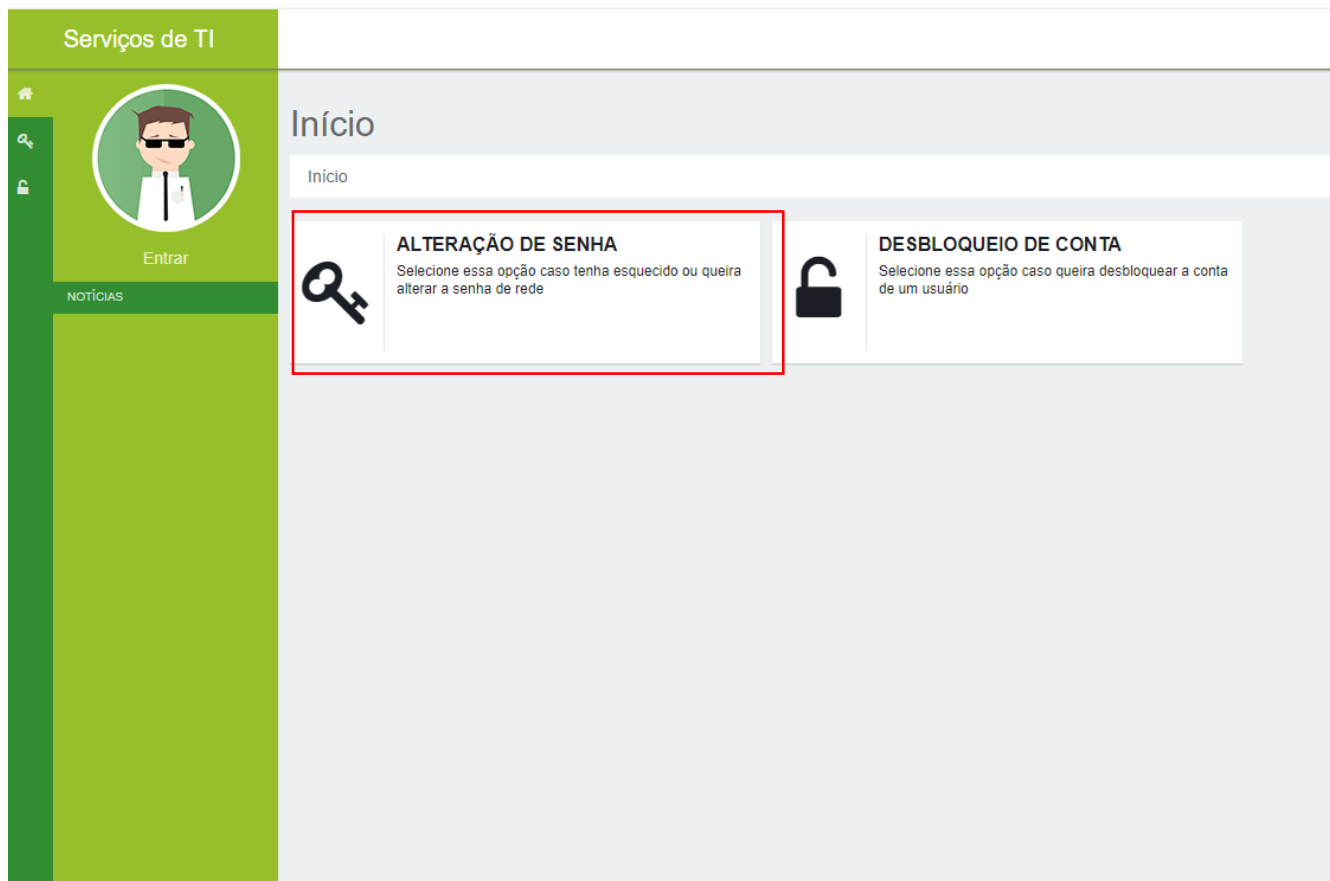 Serviços de TI
Entrar
NOTÍCIAS
Início
Início
ALTERAÇÃO DE SENHA
Selecione essa opção caso tenha esquecido ou queira
alterar a senha de rede
DESBLOQUEIO DE CONTA
Selecione essa opção caso queira desbloquear a conta
de um usuário